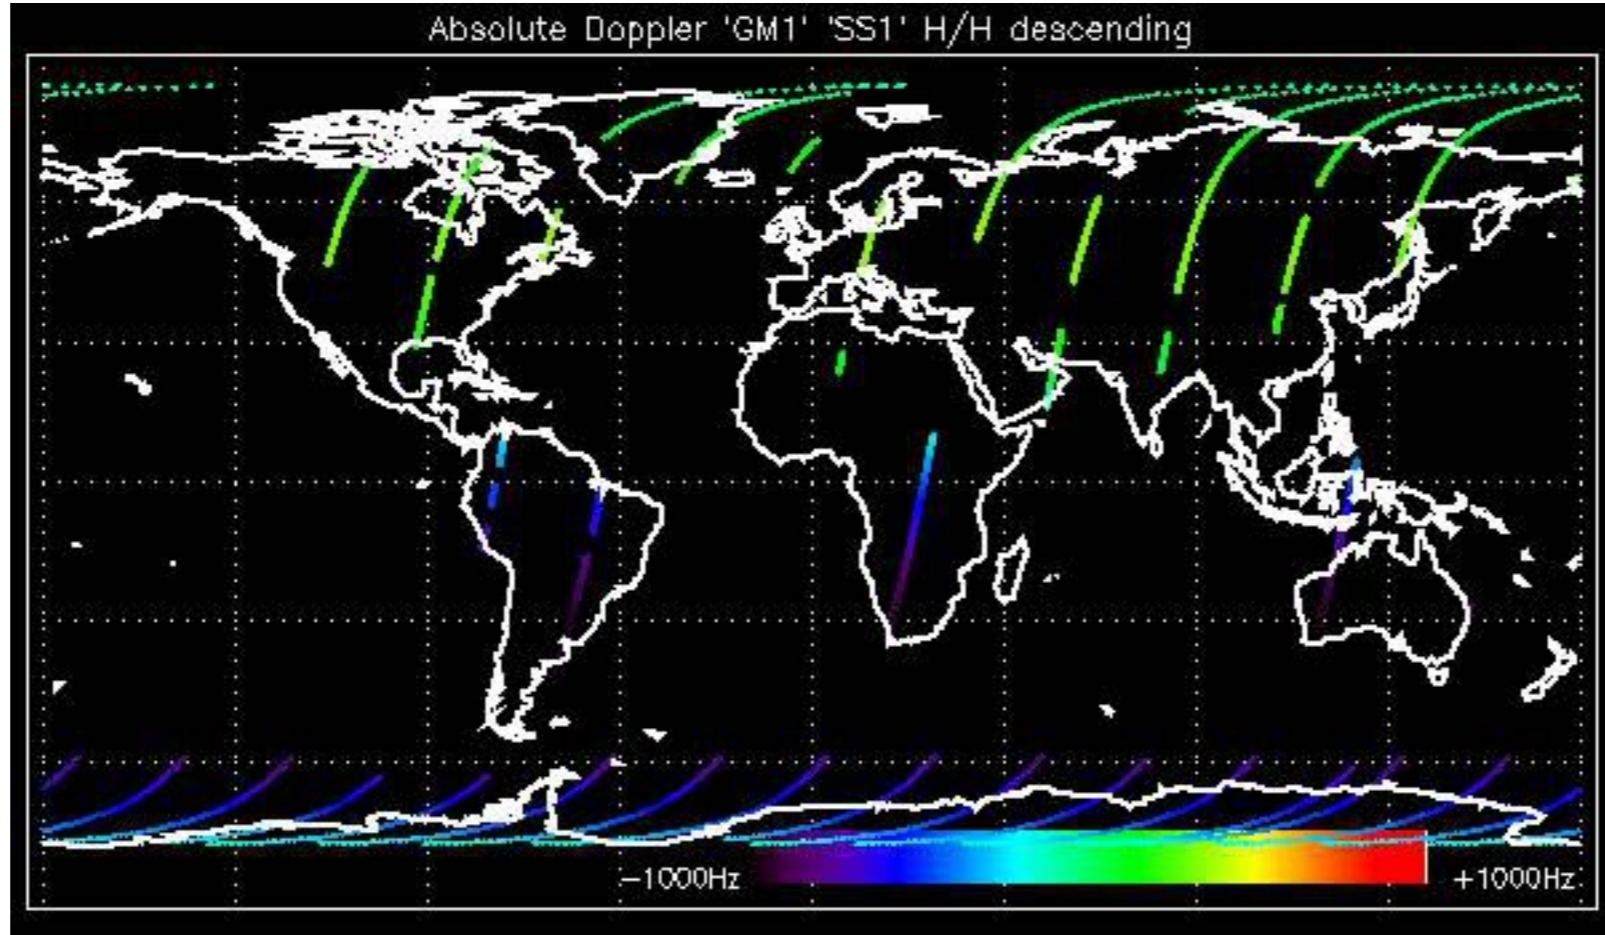 Absolute Doppler 'GM1' 'SS1' H/H descending
−1000Hz
+1000Hz